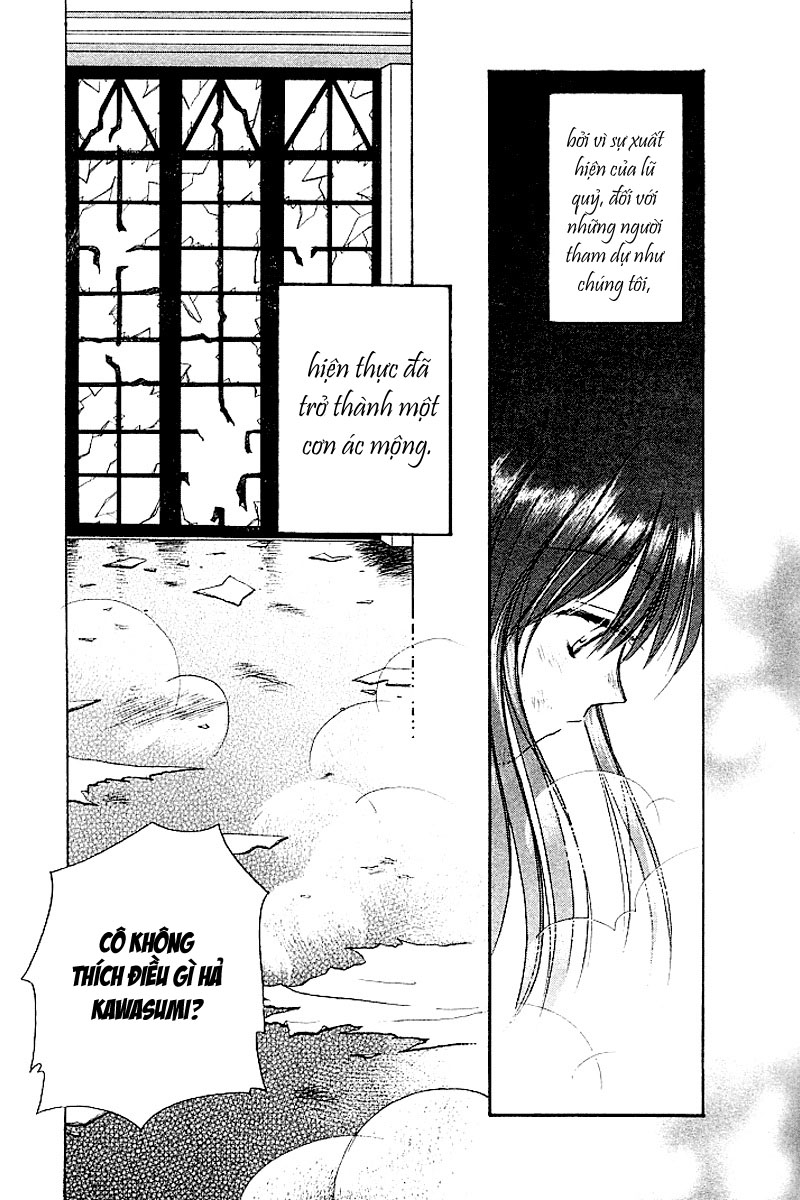 bởi vì sự xuất
hiện của lũ
quỷ, đối với
những người
tham dự như
chúng tôi,
hiện thực đã
trở thành một
cơn ác mộng.
CÔ KHÔNG
THÍCH ĐIỀU GÌ HẢ
KAWASUMI?